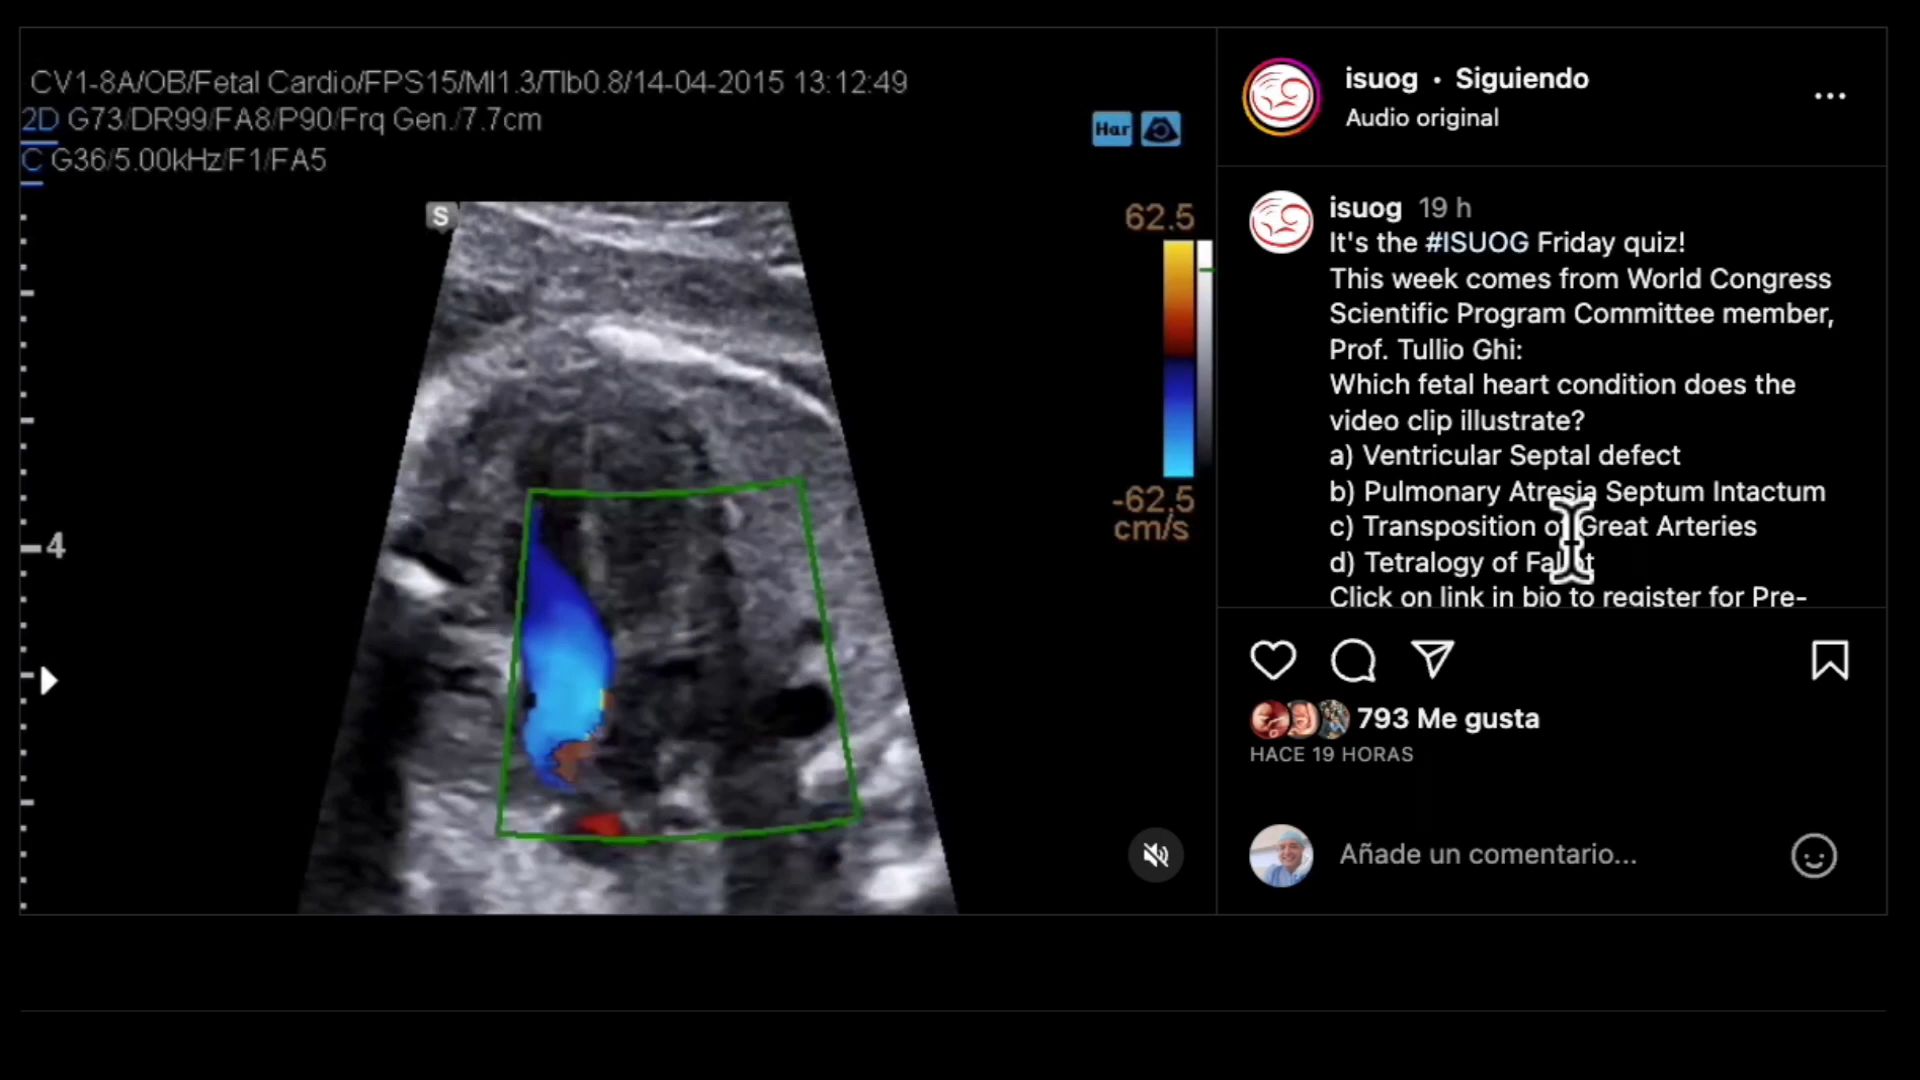 CV1-8A/OB/Fetal Cardio/FPS15/MI1.3/TIb0.8/14-04-2015 13:12:49
2D G73/DR99/FA8/P90/Frq Gen./7.7cm
C G36/5.00kHz/F1/FA5
Har
S
62.5
-62.5
cm/s
4
isuog • Siguiendo
Audio original
isuog 19 h
It's the #ISUOG Friday quiz!
This week comes from World Congress
Scientific Program Committee member,
Prof. Tullio Ghi:
Which fetal heart condition does the
video clip illustrate?
a) Ventricular Septal defect
b) Pulmonary Atresia Septum Intactum
c) Transposition of Great Arteries
d) Tetralogy of Fallot
Click on link in bio to register for Pre-
793 Me gusta
HACE 19 HORAS
Añade un comentario...